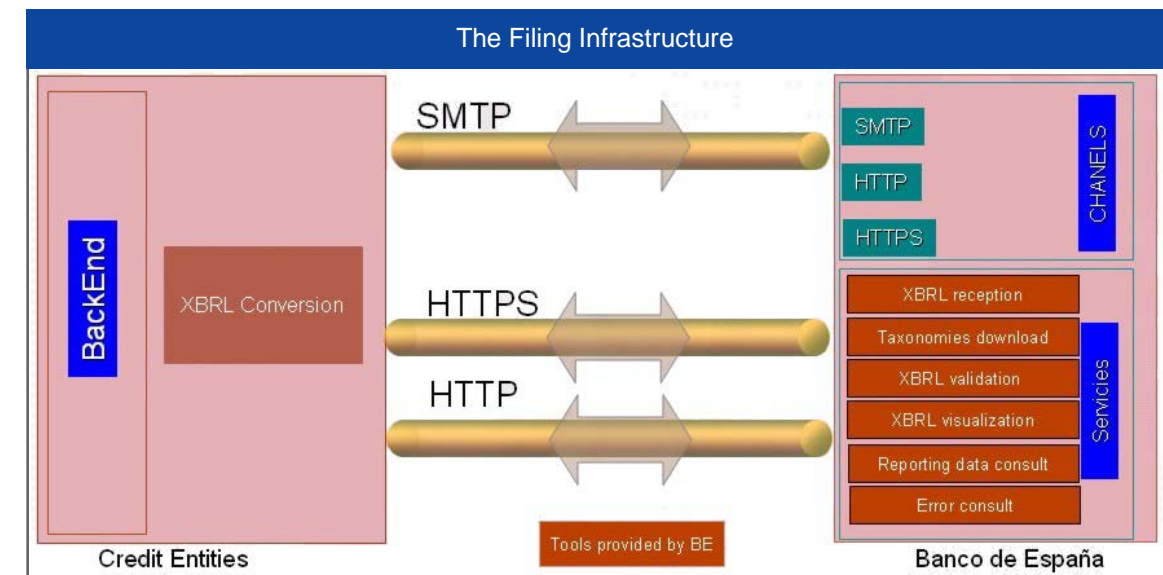 The Filing Infrastructure
BackEnd
XBRL Conversion
Credit Entities
SMTP
HTTPS
HTTP
Tools provided by BE
SMTP
HTTP
HTTPS
CHANELS
XBRL reception
Taxonomies download
XBRL validation
XBRL visualization
Reporting data consult
Error consult
Servicies
Banco de España